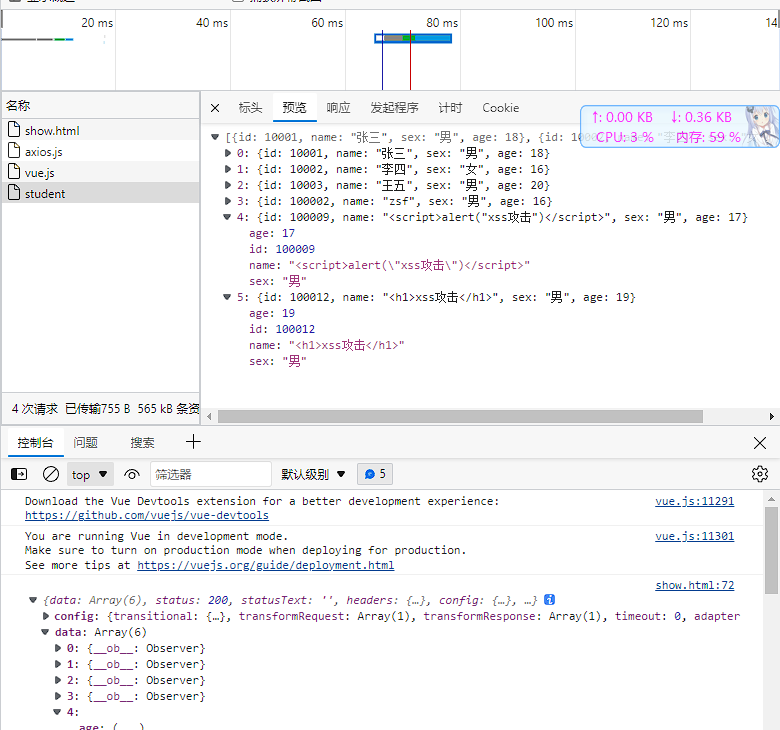 20 ms 40 ms 60 ms 80 ms 100 ms 120 ms 14
名称
× 标头 预览 响应 发起程序 计时 Cookie
show.html
axios.js
vue.js
student
↑: 0.00 KB ↓: 0.36 KB
CPU: 3 % 内存: 59 %
[{id: 10001, name: "张三", sex: "男", age: 18}, {id: 1
0: {id: 10001, name: "张三", sex: "男", age: 18}
1: {id: 10002, name: "李四", sex: "女", age: 16}
2: {id: 10003, name: "王五", sex: "男", age: 20}
3: {id: 100002, name: "zsf", sex: "男", age: 16}
4: {id: 100009, name: "<script>alert("xss攻击")</script>", sex: "男", age: 17}
age: 17
id: 100009
name: "<script>alert(\"xss攻击\")</script>"
sex: "男"
5: {id: 100012, name: "<h1>xss攻击</h1>", sex: "男", age: 19}
age: 19
id: 100012
name: "<h1>xss攻击</h1>"
sex: "男"
4 次请求 已传输755 B 565 kB 条资
控制台 问题 搜索
top 筛选器 默认级别 5
Download the Vue Devtools extension for a better development experience: vue.js:11291
https://github.com/vuejs/vue-devtools
You are running Vue in development mode. vue.js:11301
Make sure to turn on production mode when deploying for production.
See more tips at https://vuejs.org/guide/deployment.html
show.html:72
{data: Array(6), status: 200, statusText: '', headers: {…}, config: {…}, …}
config: {transitional: {…}, transformRequest: Array(1), transformResponse: Array(1), timeout: 0, adapter
data: Array(6)
0: {__ob__: Observer}
1: {__ob__: Observer}
2: {__ob__: Observer}
3: {__ob__: Observer}
4:
age: (...)